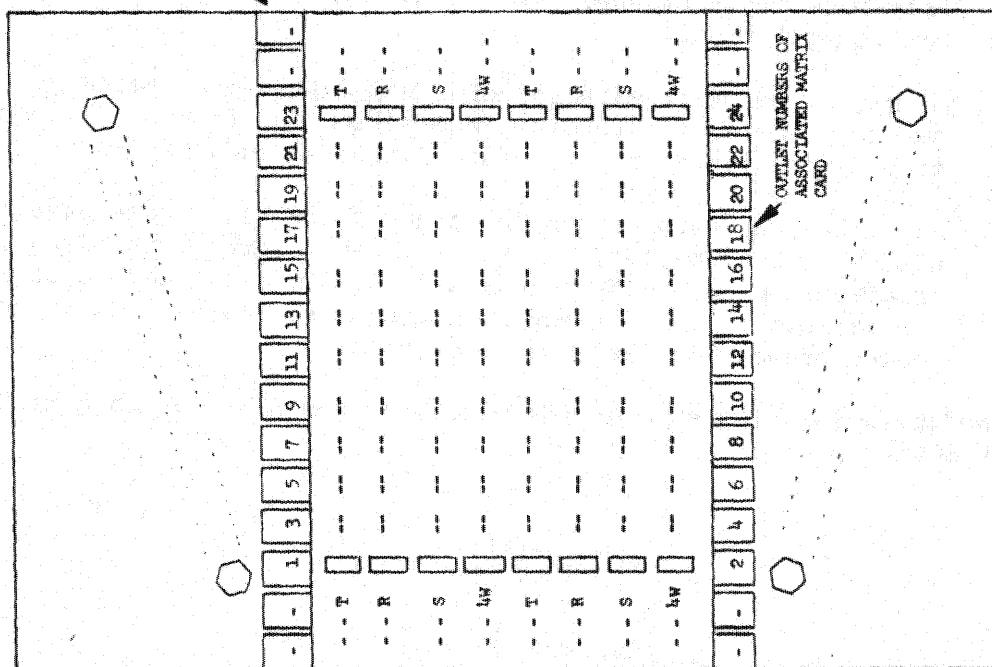 - - 1 3 5 7 9 11 13 15 17 19 21 23 - -
- - T -- -- -- -- -- -- -- -- -- -- T - -
- - R -- -- -- -- -- -- -- -- -- -- R - -
- - S -- -- -- -- -- -- -- -- -- -- S - -
- - 4W -- -- -- -- -- -- -- -- -- -- 4W - -
- - T -- -- -- -- -- -- -- -- -- -- T - -
- - R -- -- -- -- -- -- -- -- -- -- R - -
- - S -- -- -- -- -- -- -- -- -- -- S - -
- - 4W -- -- -- -- -- -- -- -- -- -- 4W - -
- - 2 4 6 8 10 12 14 16 18 20 22 24 - -
OUTLET NUMBERS OF
ASSOCIATED MATRIX
CARD